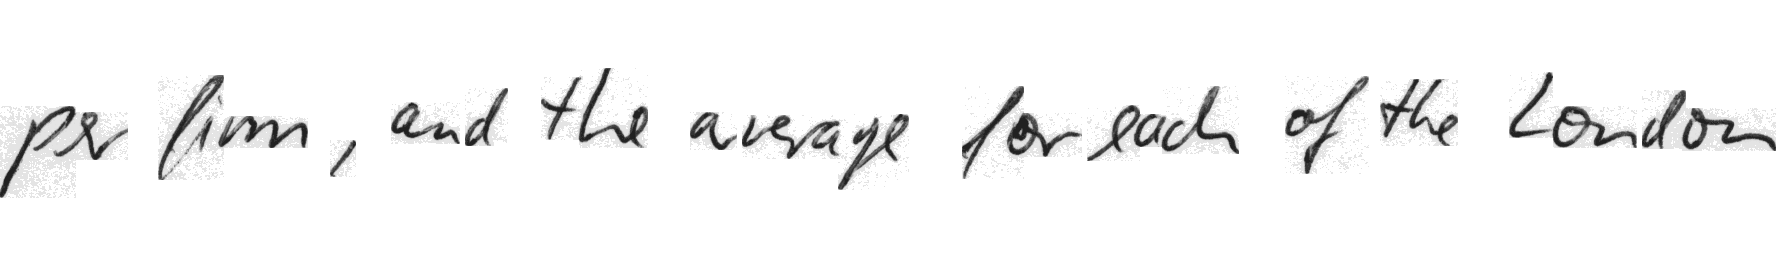 per firm, and the average for each of the London